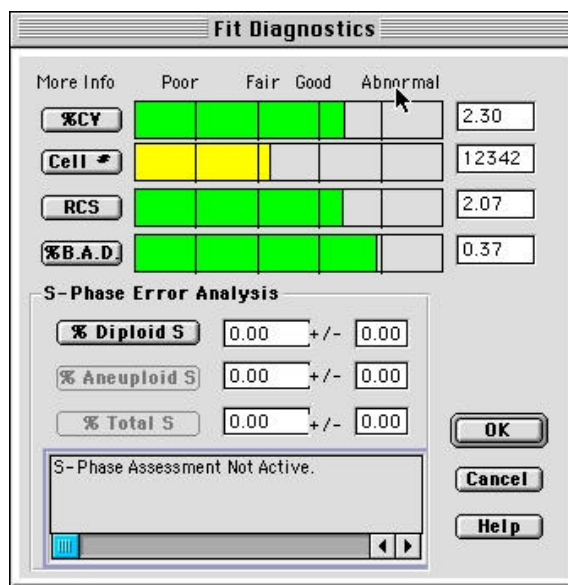 Fit Diagnostics
More Info Poor Fair Good Abnormal
%CV 2.30
Cell # 12342
RCS 2.07
%B.A.D. 0.37
S-Phase Error Analysis
% Diploid S 0.00 +/- 0.00
% Aneuploid S 0.00 +/- 0.00
% Total S 0.00 +/- 0.00
OK
S-Phase Assessment Not Active.
Cancel
Help